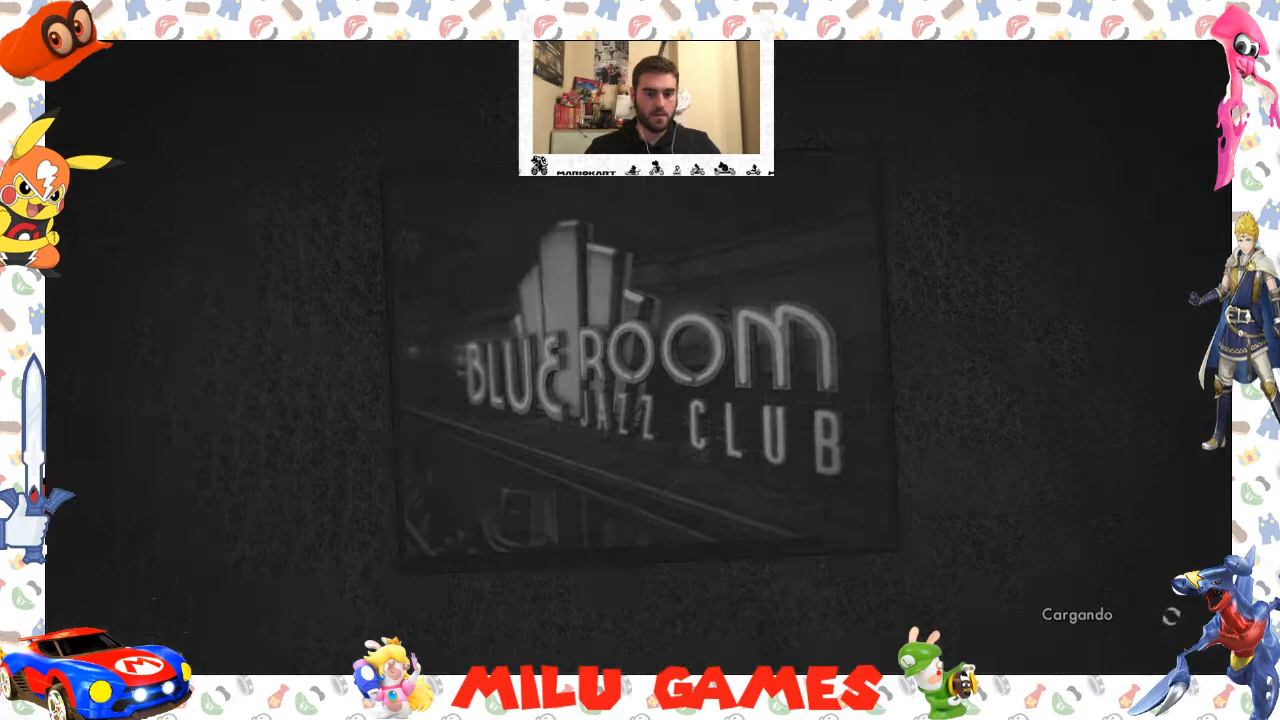 MARIOKART
BLUE ROOM
JAZZ CLUB
Cargando
MILU GAMES